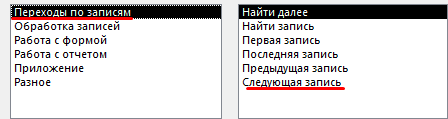 Переходы по записям
Обработка записей
Работа с формой
Работа с отчетом
Приложение
Разное
Найти далее
Найти запись
Первая запись
Последняя запись
Предыдущая запись
Следующая запись